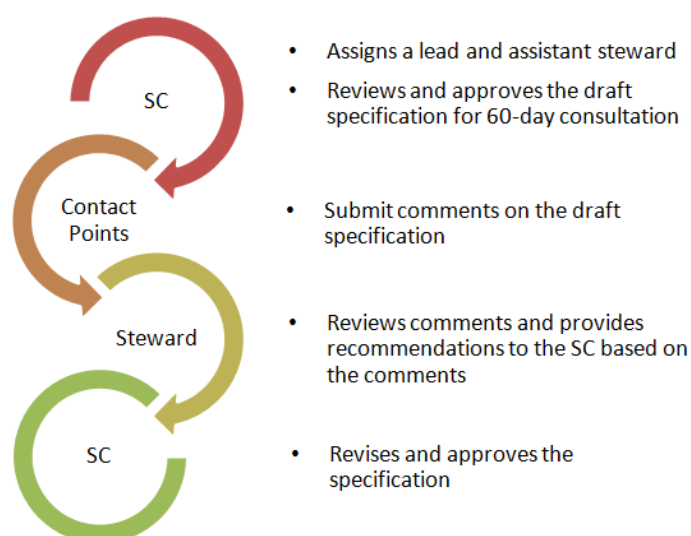 SC
• Assigns a lead and assistant steward
• Reviews and approves the draft
specification for 60-day consultation
Contact
Points
• Submit comments on the draft
specification
Steward
• Reviews comments and provides
recommendations to the SC based on
the comments
SC
• Revises and approves the
specification